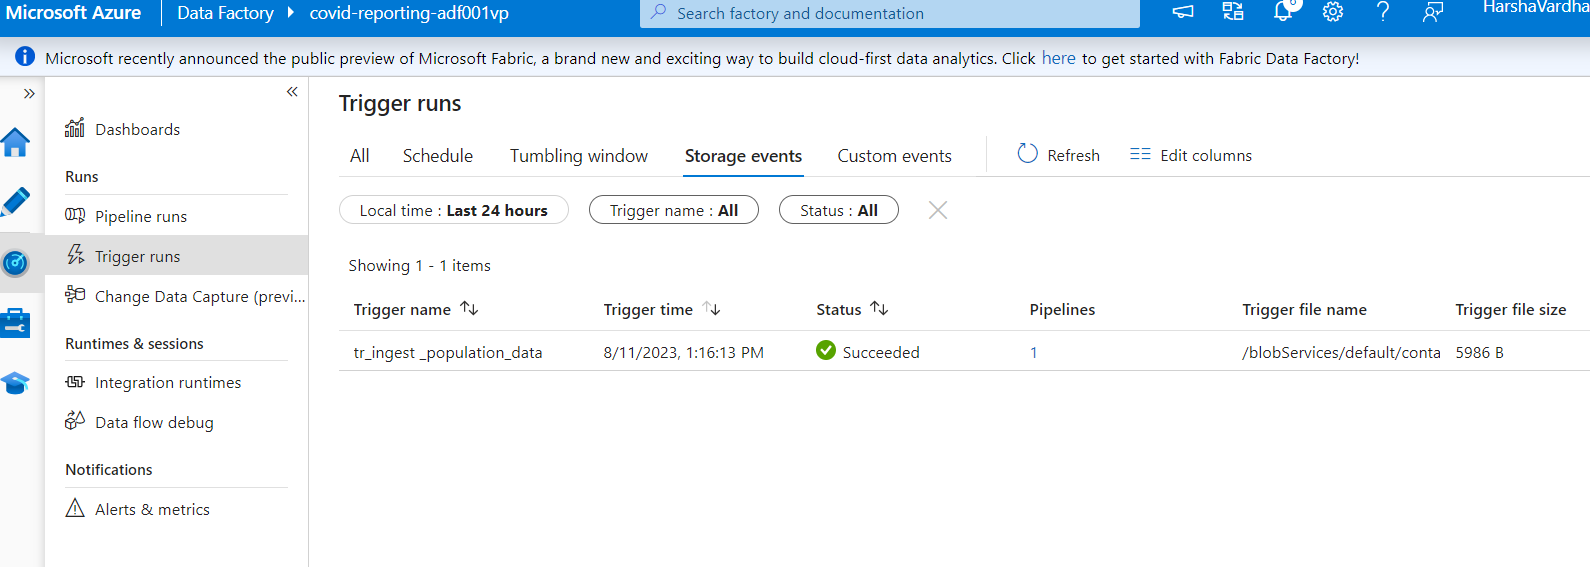 Microsoft Azure Data Factory covid-reporting-adf001vp Search factory and documentation HarshaVardha
Microsoft recently announced the public preview of Microsoft Fabric, a brand new and exciting way to build cloud-first data analytics. Click here to get started with Fabric Data Factory!
Dashboards
Runs
Pipeline runs
Trigger runs
Change Data Capture (previ...
Runtimes & sessions
Integration runtimes
Data flow debug
Notifications
Alerts & metrics
Trigger runs
All Schedule Tumbling window Storage events Custom events Refresh Edit columns
Local time : Last 24 hours Trigger name : All Status : All
Showing 1 - 1 items
Trigger name Trigger time Status Pipelines Trigger file name Trigger file size
tr_ingest _population_data 8/11/2023, 1:16:13 PM Succeeded 1 /blobServices/default/conta 5986 B